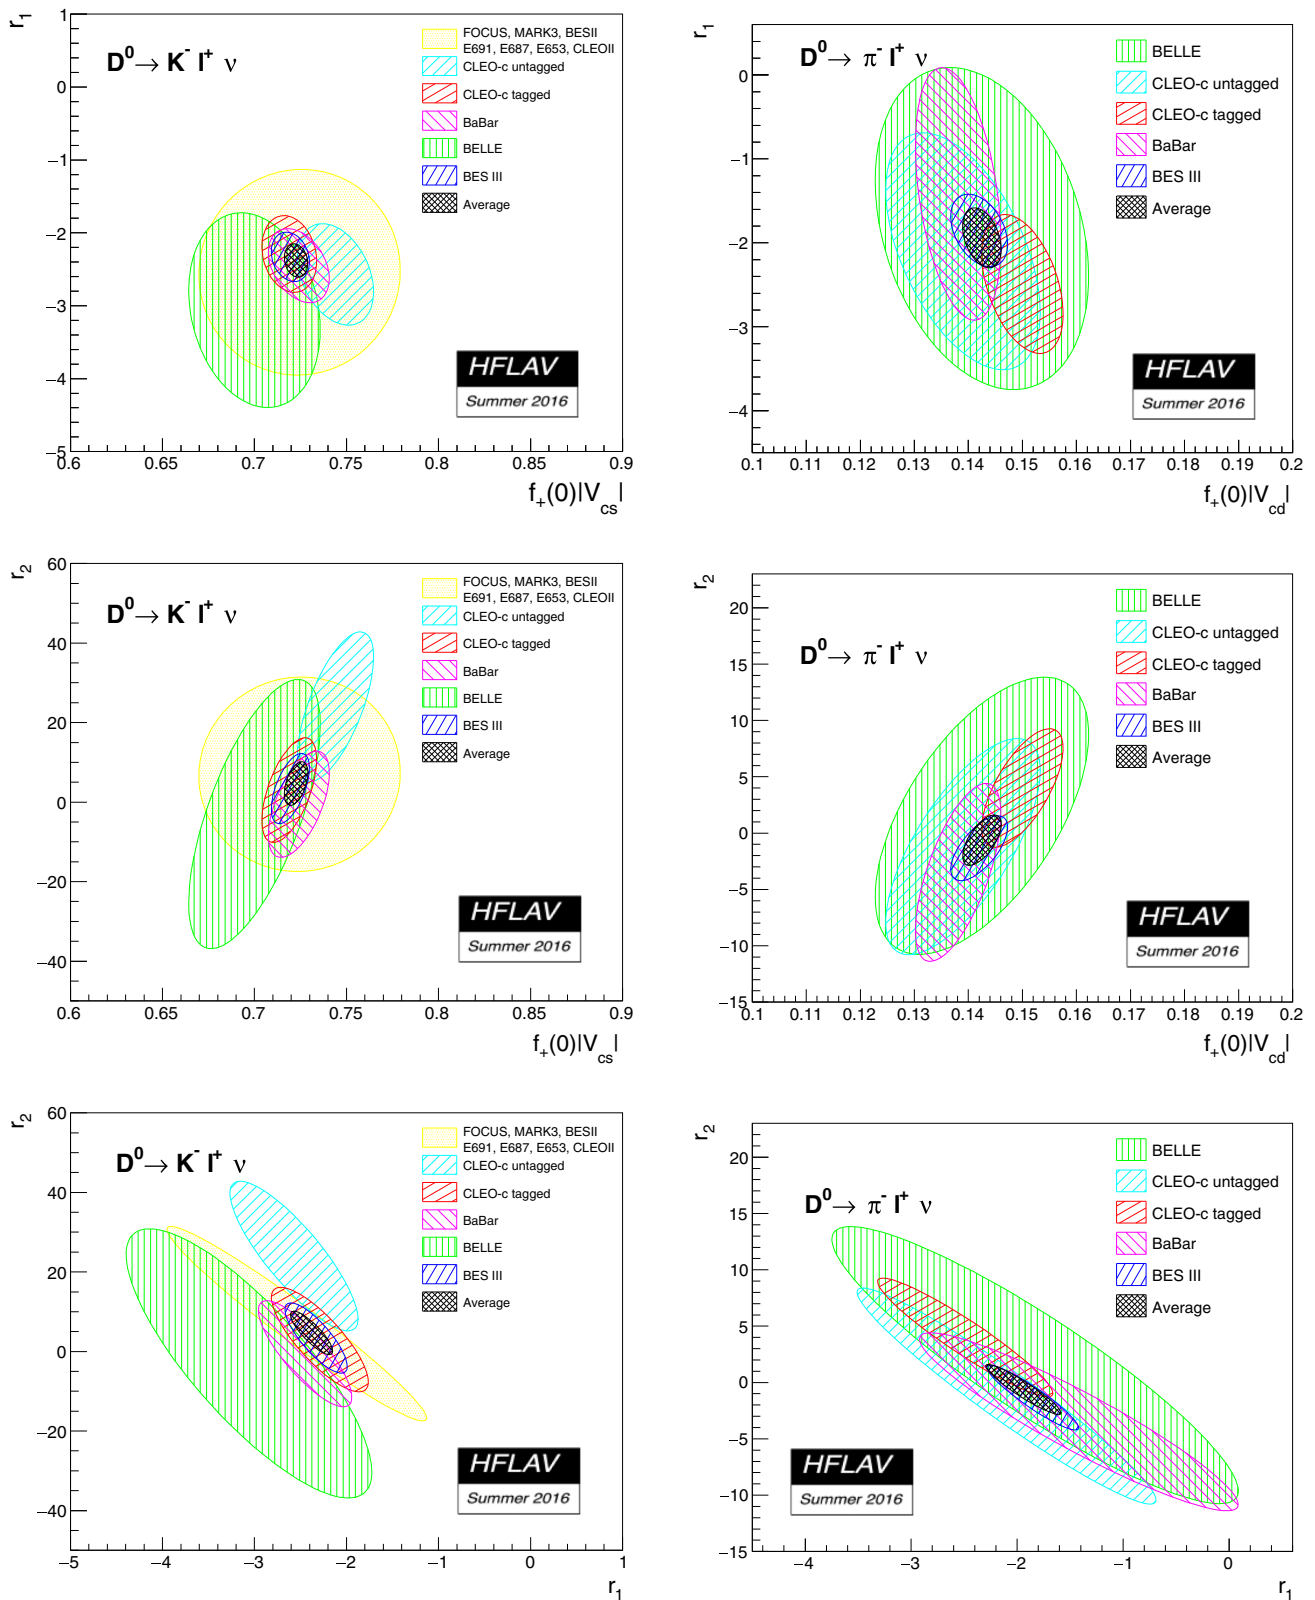 r1
1
0
−1
−2
−3
−4
−5
0.6 0.65 0.7 0.75 0.8 0.85 0.9
f+(0)|Vcs|
D0→ K- l+ ν
FOCUS, MARK3, BESII
E691, E687, E653, CLEOII
CLEO-c untagged
CLEO-c tagged
BaBar
BELLE
BES III
Average
HFLAV
Summer 2016
r1
0
−1
−2
−3
−4
0.1 0.11 0.12 0.13 0.14 0.15 0.16 0.17 0.18 0.19 0.2
f+(0)|Vcd|
D0→ π- l+ ν
BELLE
CLEO-c untagged
CLEO-c tagged
BaBar
BES III
Average
HFLAV
Summer 2016
r2
60
40
20
0
−20
−40
0.6 0.65 0.7 0.75 0.8 0.85 0.9
f+(0)|Vcs|
D0→ K- l+ ν
FOCUS, MARK3, BESII
E691, E687, E653, CLEOII
CLEO-c untagged
CLEO-c tagged
BaBar
BELLE
BES III
Average
HFLAV
Summer 2016
r2
20
15
10
5
0
−5
−10
−15
0.1 0.11 0.12 0.13 0.14 0.15 0.16 0.17 0.18 0.19 0.2
f+(0)|Vcd|
D0→ π- l+ ν
BELLE
CLEO-c untagged
CLEO-c tagged
BaBar
BES III
Average
HFLAV
Summer 2016
r2
60
40
20
0
−20
−40
−5 −4 −3 −2 −1 0 1
r1
D0→ K- l+ ν
FOCUS, MARK3, BESII
E691, E687, E653, CLEOII
CLEO-c untagged
CLEO-c tagged
BaBar
BELLE
BES III
Average
HFLAV
Summer 2016
r2
20
15
10
5
0
−5
−10
−15
−4 −3 −2 −1 0
r1
D0→ π- l+ ν
BELLE
CLEO-c untagged
CLEO-c tagged
BaBar
BES III
Average
HFLAV
Summer 2016